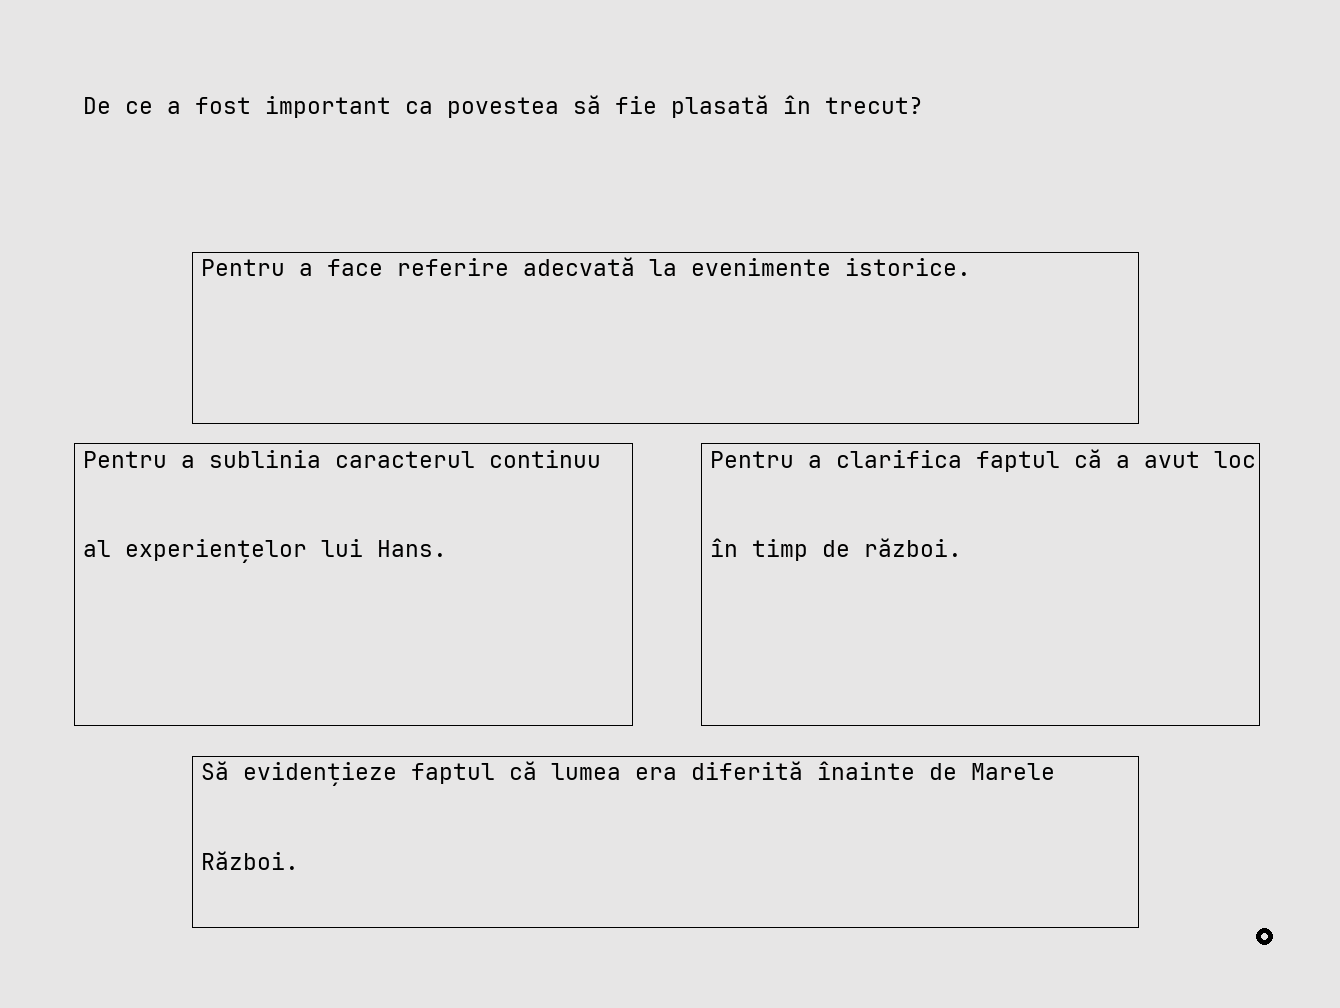 De ce a fost important ca povestea să fie plasată în trecut?
Pentru a face referire adecvată la evenimente istorice.
Pentru a sublinia caracterul continuu
al experiențelor lui Hans.
Pentru a clarifica faptul că a avut loc
în timp de război.
Să evidențieze faptul că lumea era diferită înainte de Marele
Război.